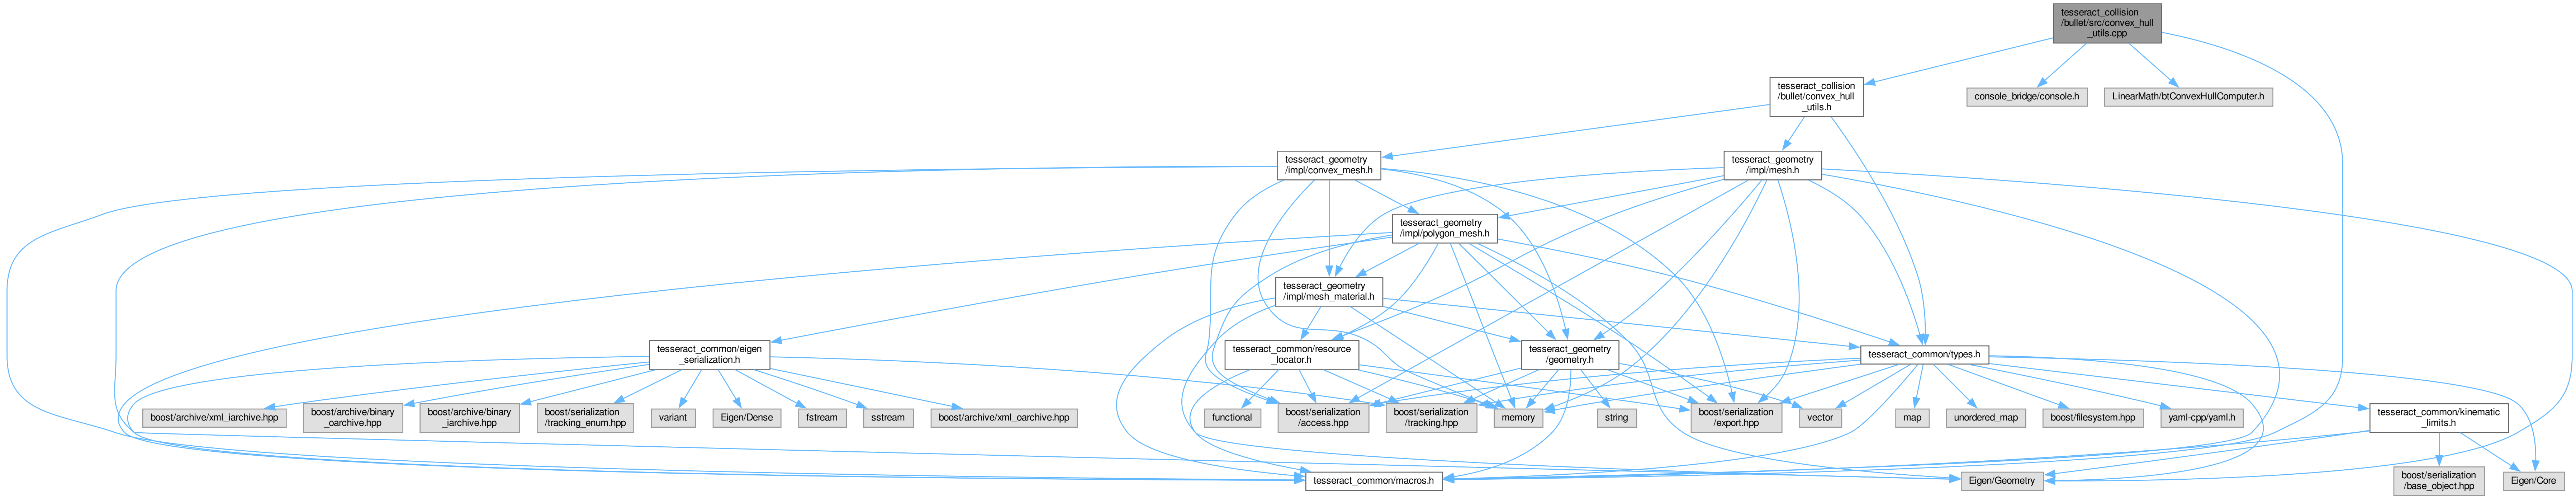 tesseract_collision
/bullet/src/convex_hull
_utils.cpp
tesseract_collision
/bullet/convex_hull
_utils.h
console_bridge/console.h
LinearMath/btConvexHullComputer.h
tesseract_geometry
/impl/convex_mesh.h
tesseract_geometry
/impl/mesh.h
tesseract_geometry
/impl/polygon_mesh.h
tesseract_geometry
/impl/mesh_material.h
tesseract_common/eigen
_serialization.h
tesseract_common/resource
_locator.h
tesseract_geometry
/geometry.h
tesseract_common/types.h
boost/archive/xml_iarchive.hpp
boost/archive/binary
_oarchive.hpp
boost/archive/binary
_iarchive.hpp
boost/serialization
/tracking_enum.hpp
variant
Eigen/Dense
fstream
sstream
boost/archive/xml_oarchive.hpp
functional
boost/serialization
/access.hpp
boost/serialization
/tracking.hpp
memory
string
boost/serialization
/export.hpp
vector
map
unordered_map
boost/filesystem.hpp
yaml-cpp/yaml.h
tesseract_common/kinematic
_limits.h
tesseract_common/macros.h
Eigen/Geometry
boost/serialization
/base_object.hpp
Eigen/Core